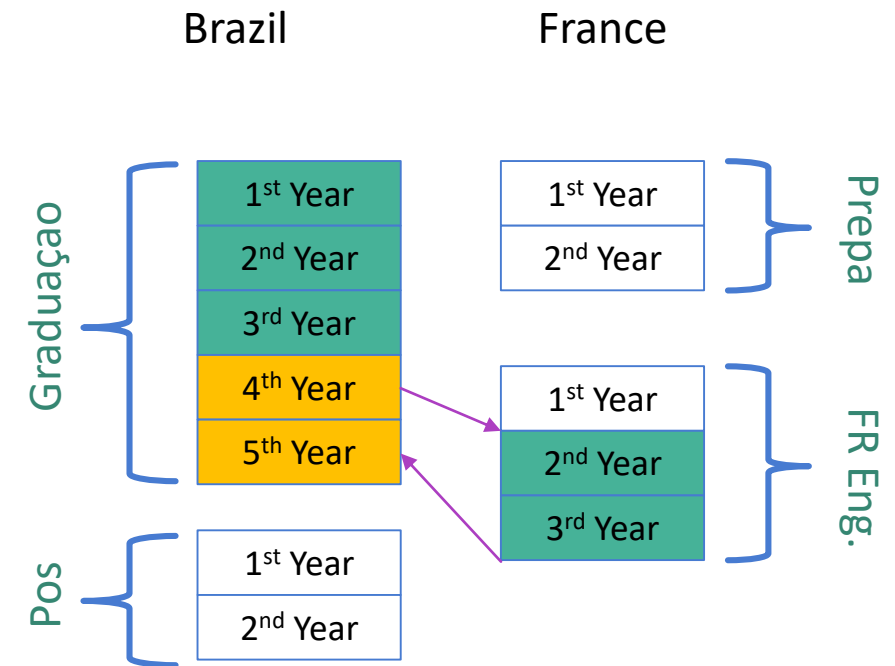 Brazil
France
Graduaçao
1st Year
2nd Year
3rd Year
4th Year
5th Year
Pos
1st Year
2nd Year
1st Year
2nd Year
Prepa
1st Year
2nd Year
3rd Year
FR Eng.